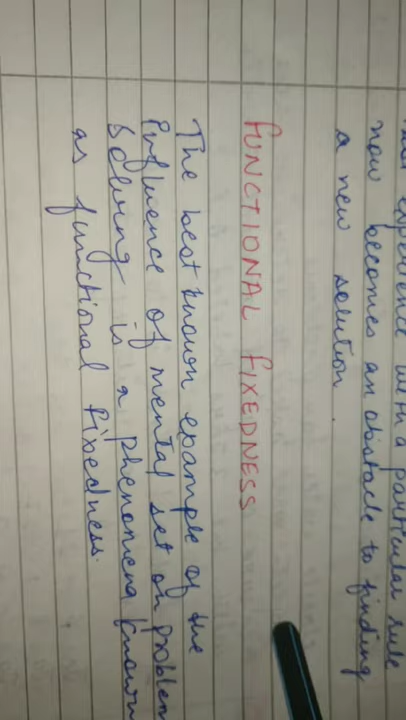 experience with a particular rule
now becomes an obstacle to finding
a new solution.
FUNCTIONAL FIXEDNESS
The best known example of the
influence of mental set on problem
solving is a phenomena known
as functional fixedness.